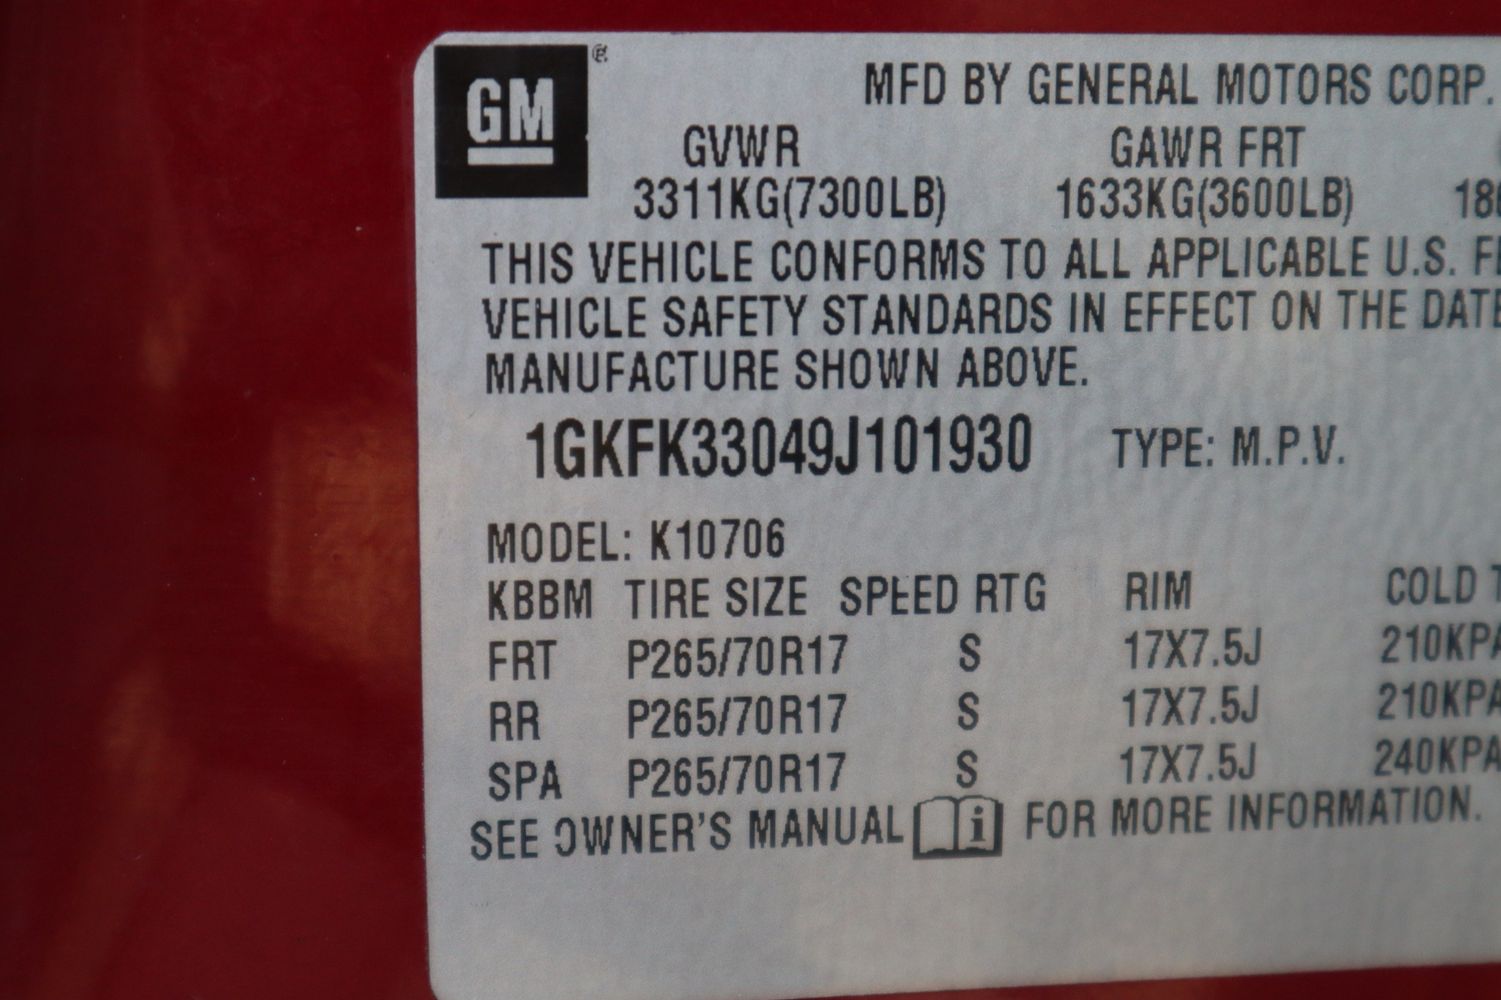 GM ®
MFD BY GENERAL MOTORS CORP.
GVWR GAWR FRT
3311KG(7300LB) 1633KG(3600LB)
THIS VEHICLE CONFORMS TO ALL APPLICABLE U.S.
VEHICLE SAFETY STANDARDS IN EFFECT ON THE DATE
MANUFACTURE SHOWN ABOVE.
1GKFK33049J101930 TYPE: M.P.V.
MODEL: K10706
KBBM TIRE SIZE SPEED RTG RIM COLD
FRT P265/70R17 S 17X7.5J 210KPA
RR P265/70R17 S 17X7.5J 210KPA
SPA P265/70R17 S 17X7.5J 240KPA
SEE OWNER'S MANUAL i FOR MORE INFORMATION.